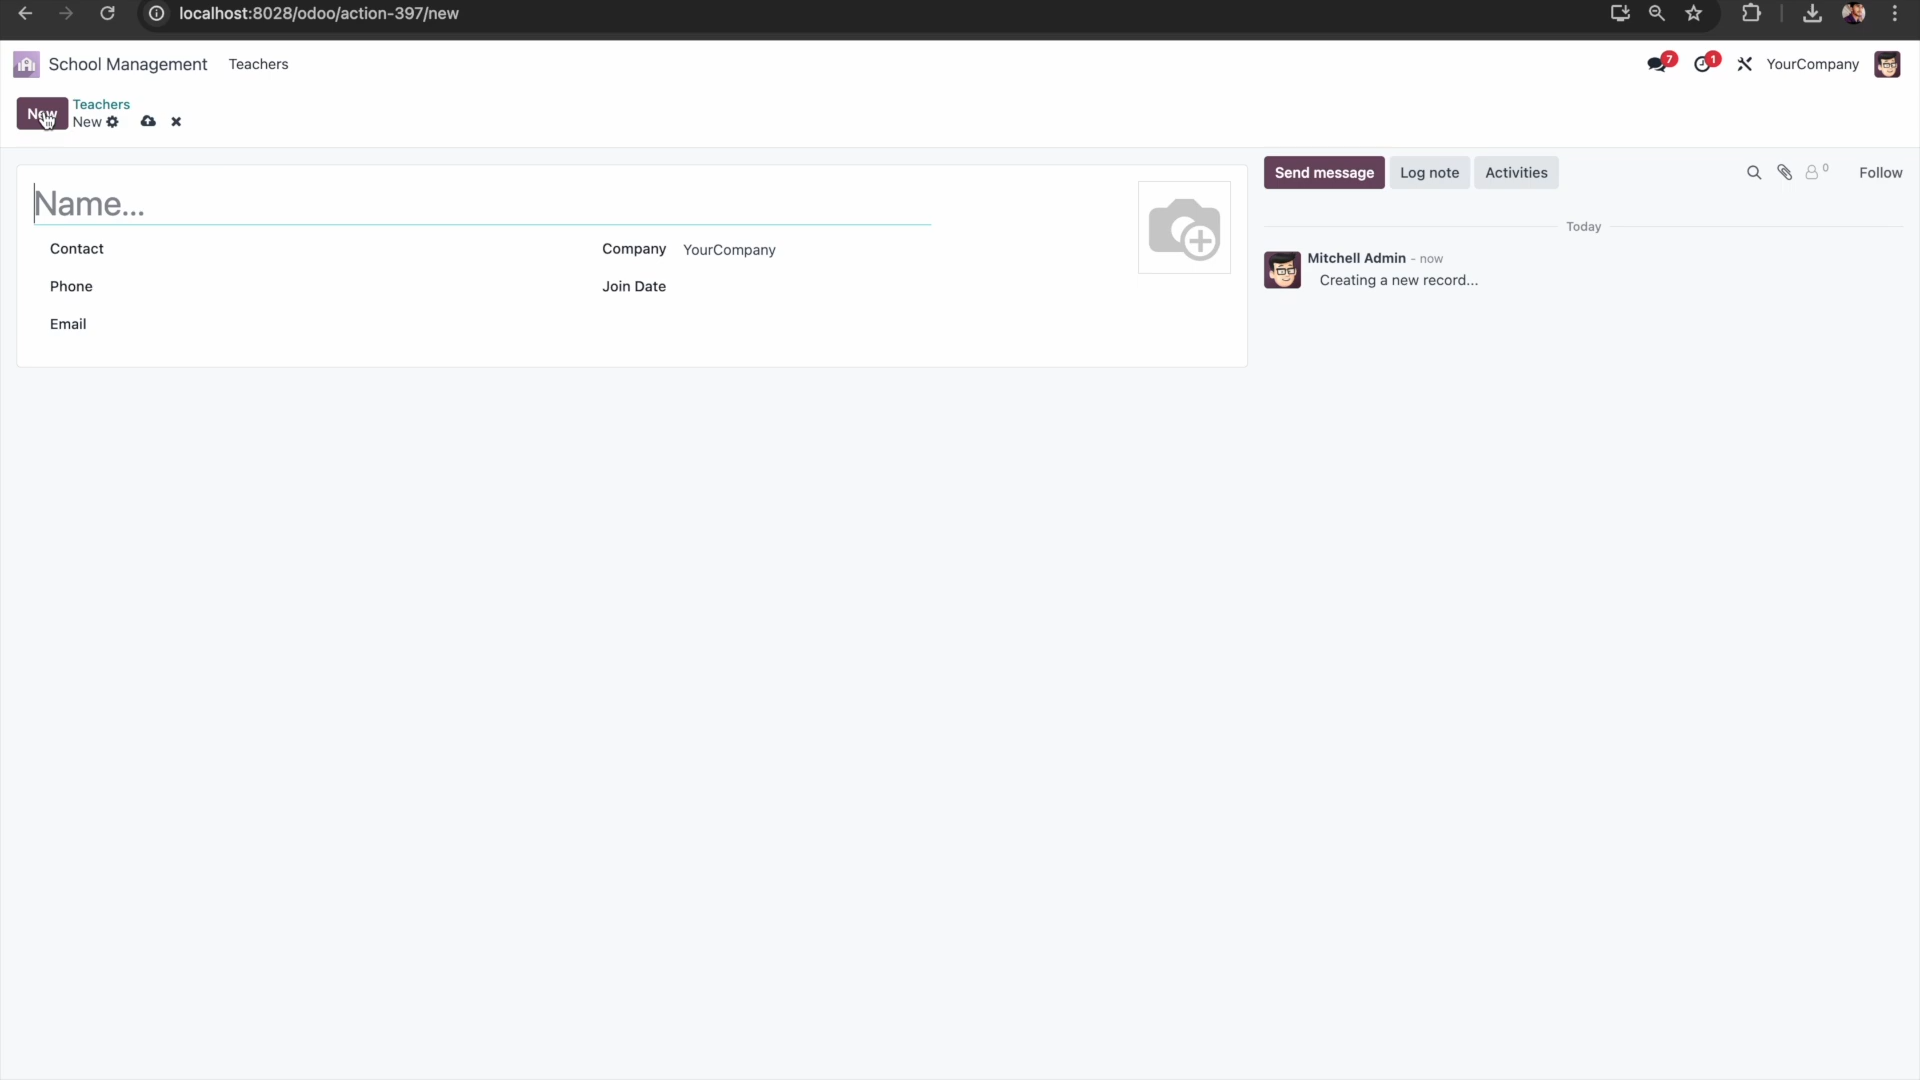 localhost:8028/odoo/action-397/new
School Management Teachers 7 1 YourCompany
New Teachers
New
Name...
Contact
Phone
Email
Company YourCompany
Join Date
Send message Log note Activities 0 Follow
Today
Mitchell Admin - now
Creating a new record...